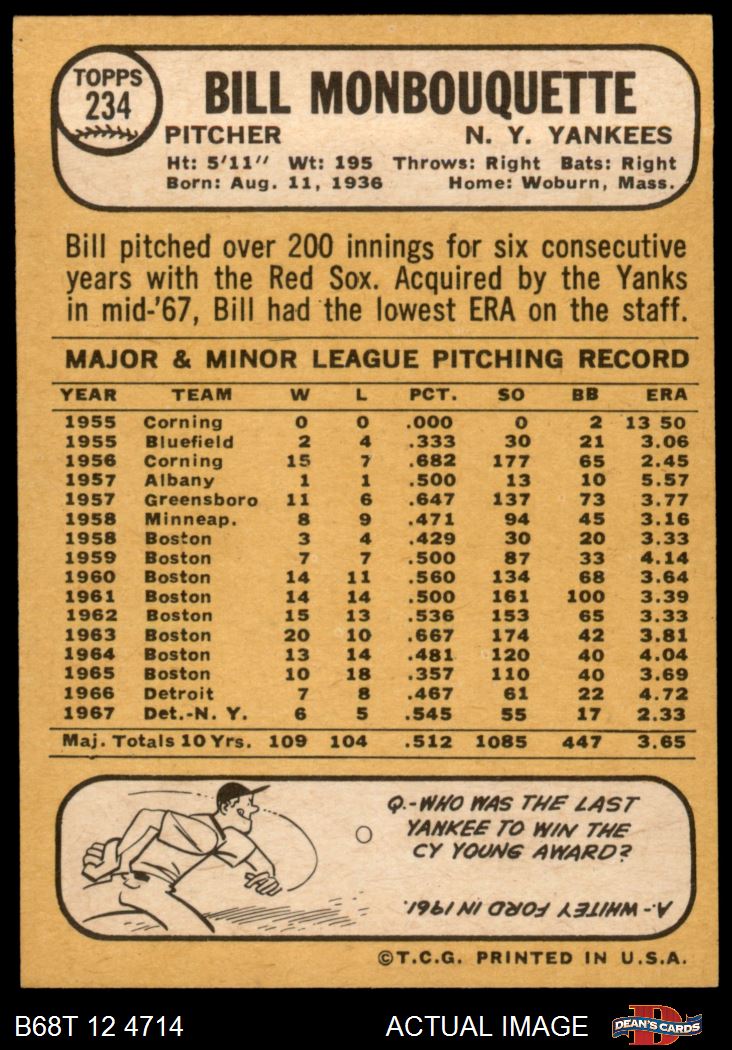 TOPPS
234
BILL MONBOUQUETTE
PITCHER N. Y. YANKEES
Ht: 5'11" Wt: 195 Throws: Right Bats: Right
Born: Aug. 11, 1936 Home: Woburn, Mass.
Bill pitched over 200 innings for six consecutive
years with the Red Sox. Acquired by the Yanks
in mid-'67, Bill had the lowest ERA on the staff.
MAJOR & MINOR LEAGUE PITCHING RECORD
YEAR TEAM W L PCT. SO BB ERA
1955 Corning 0 0 .000 0 2 13 50
1955 Bluefield 2 4 .333 30 21 3.06
1956 Corning 15 7 .682 177 65 2.45
1957 Albany 1 1 .500 13 10 5.57
1957 Greensboro 11 6 .647 137 73 3.77
1958 Minneap. 8 9 .471 94 45 3.16
1958 Boston 3 4 .429 30 20 3.33
1959 Boston 7 7 .500 87 33 4.14
1960 Boston 14 11 .560 134 68 3.64
1961 Boston 14 14 .500 161 100 3.39
1962 Boston 15 13 .536 153 65 3.33
1963 Boston 20 10 .667 174 42 3.81
1964 Boston 13 14 .481 120 40 4.04
1965 Boston 10 18 .357 110 40 3.69
1966 Detroit 7 8 .467 61 22 4.72
1967 Det.-N. Y. 6 5 .545 55 17 2.33
Maj. Totals 10 Yrs. 109 104 .512 1085 447 3.65
Q.-WHO WAS THE LAST
YANKEE TO WIN THE
CY YOUNG AWARD?
A.-WHITEY FORD IN 1961.
©T.C.G. PRINTED IN U.S.A.
B68T 12 4714 ACTUAL IMAGE
D
DEAN'S CARDS